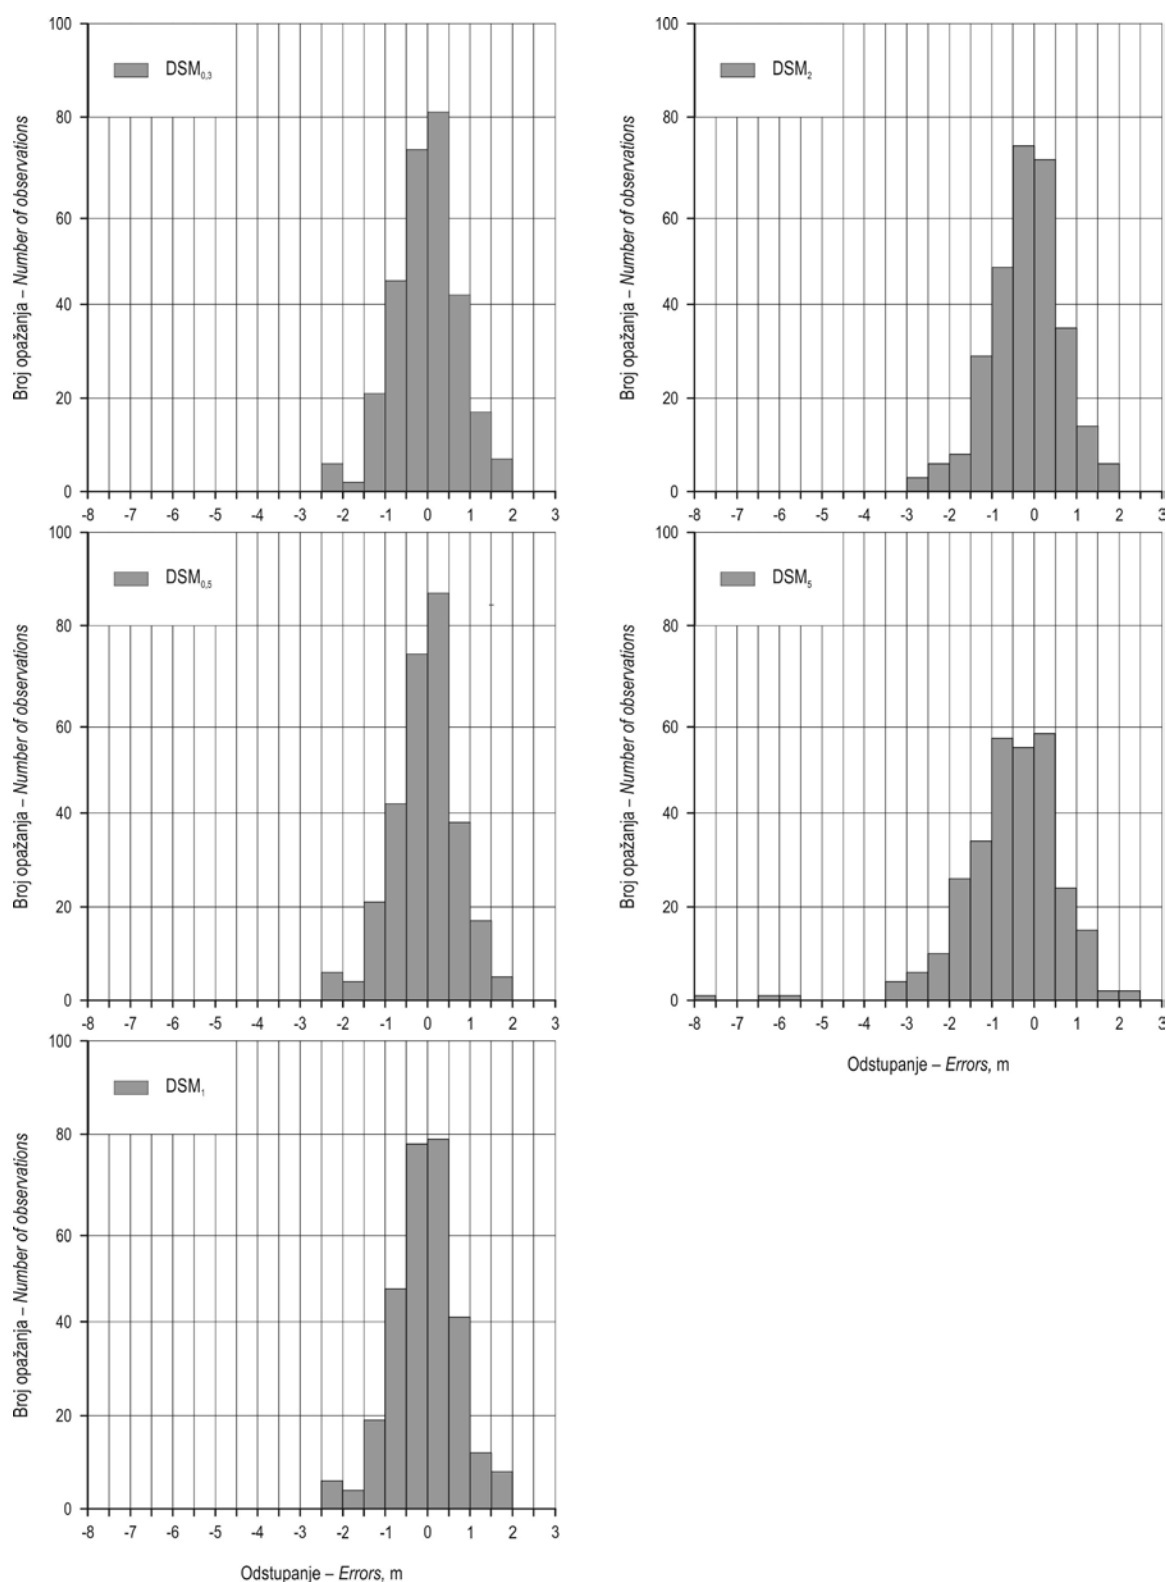 100
DSM0,3
80
60
40
20
0
Broj opažanja – Number of observations
-8 -7 -6 -5 -4 -3 -2 -1 0 1 2 3
100
DSM2
80
60
40
20
0
Broj opažanja – Number of observations
-8 -7 -6 -5 -4 -3 -2 -1 0 1 2 3
100
DSM0,5
80
60
40
20
0
Broj opažanja – Number of observations
-8 -7 -6 -5 -4 -3 -2 -1 0 1 2 3
100
DSM5
80
60
40
20
0
Broj opažanja – Number of observations
-8 -7 -6 5 -4 -3 -2 -1 0 1 2 3
Odstupanje – Errors, m
100
DSM1
80
60
40
20
0
Broj opažanja – Number of observations
-8 -7 -6 -5 -4 -3 -2 -1 0 1 2 3
Odstupanje – Errors, m